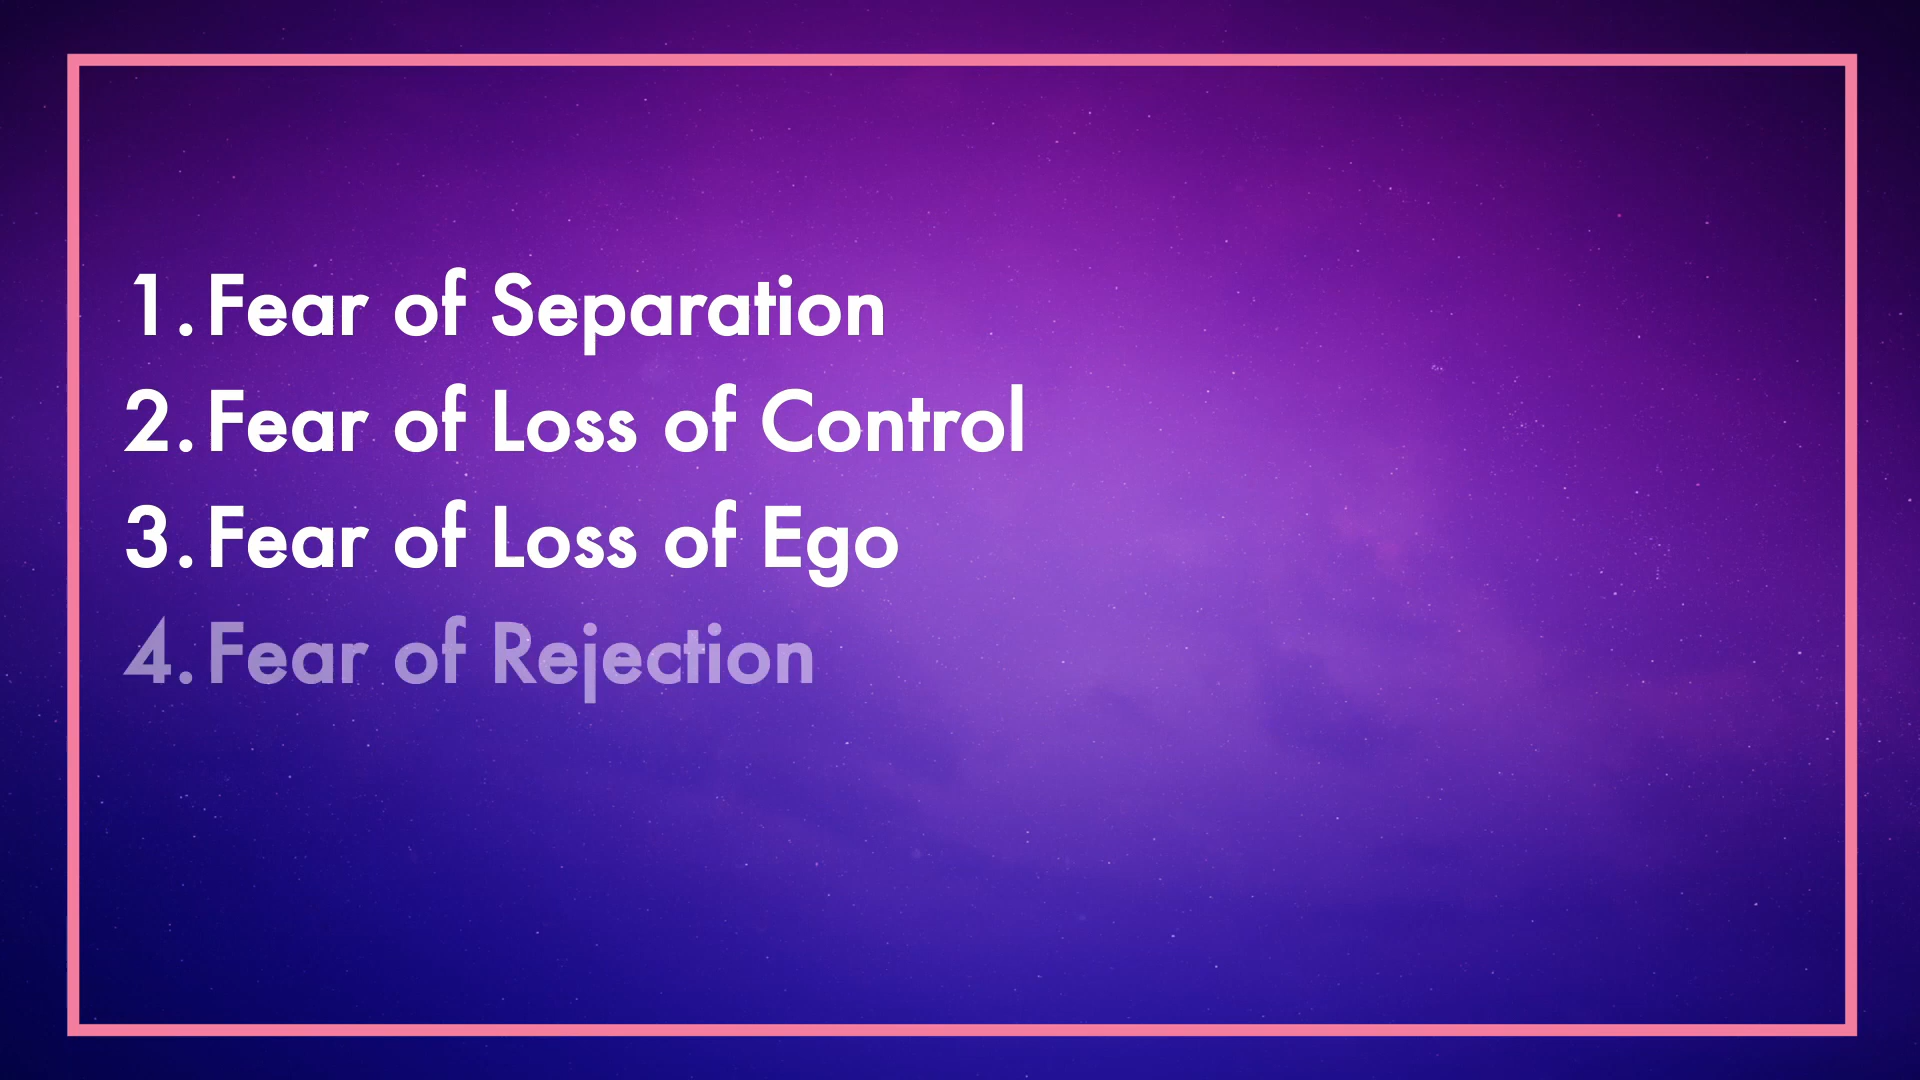 1. Fear of Separation
2. Fear of Loss of Control
3. Fear of Loss of Ego
4. Fear of Rejection